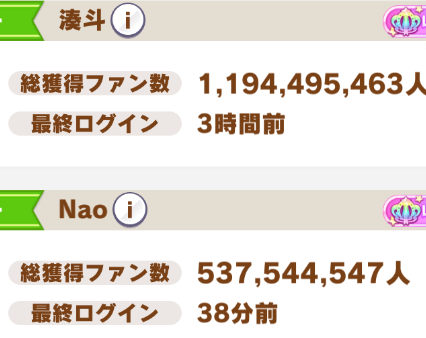 湊斗 i
総獲得ファン数 1,194,495,463人
最終ログイン 3時間前
Nao i
総獲得ファン数 537,544,547人
最終ログイン 38分前